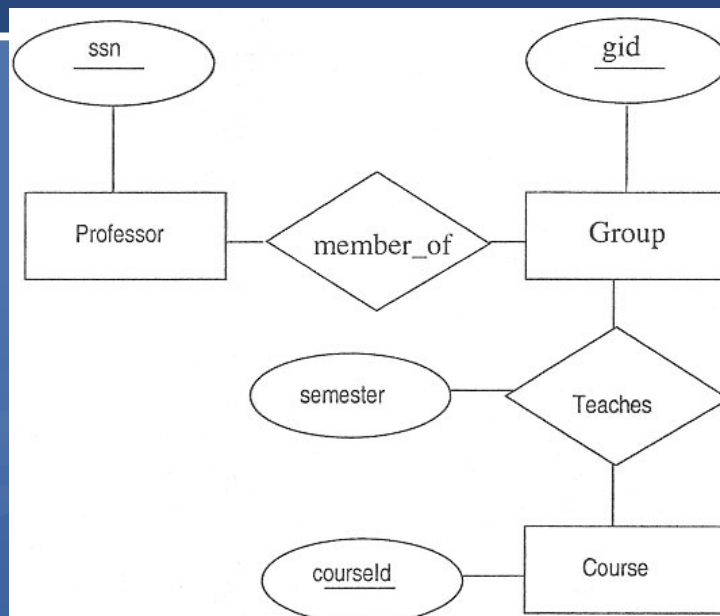 ssn
gid
Professor
member_of
Group
semester
Teaches
courseId
Course